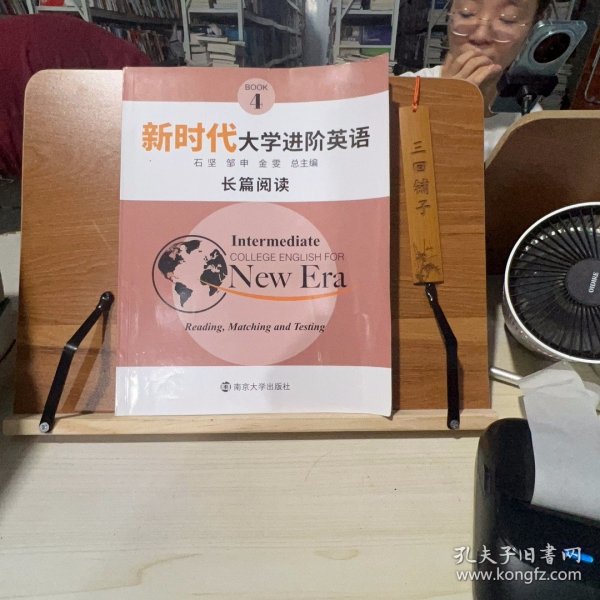 BOOK
4
新时代大学进阶英语
石坚 邹申 金雯 总主编
长篇阅读
Intermediate
COLLEGE ENGLISH FOR
New Era
Reading, Matching and Testing
南京大学出版社
三回铺子
孔夫子旧书网
www.kongfz.com